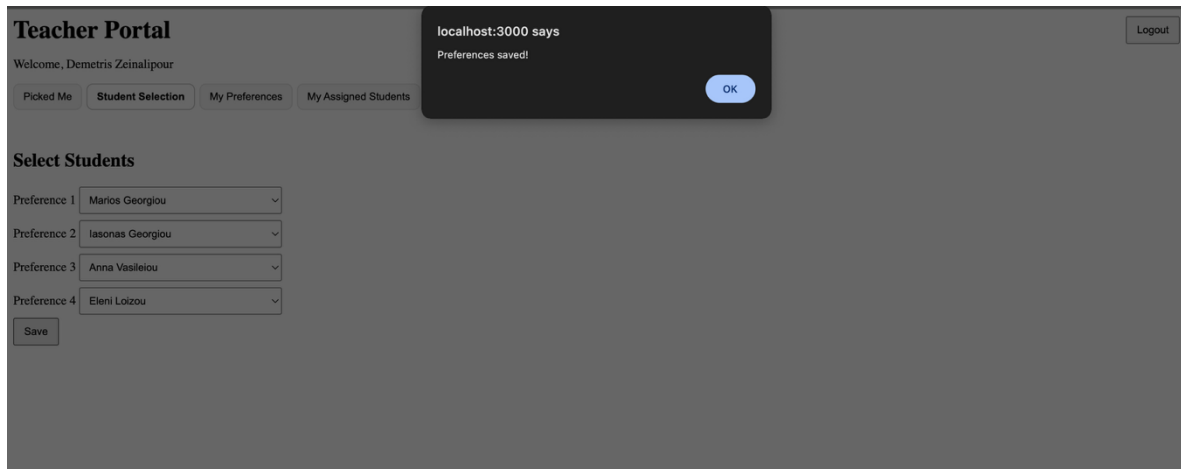 Teacher Portal
Logout
localhost:3000 says
Preferences saved!
OK
Welcome, Demetris Zeinalipour
Picked Me Student Selection My Preferences My Assigned Students
Select Students
Preference 1 Marios Georgiou
Preference 2 Iasonas Georgiou
Preference 3 Anna Vasileiou
Preference 4 Eleni Loizou
Save